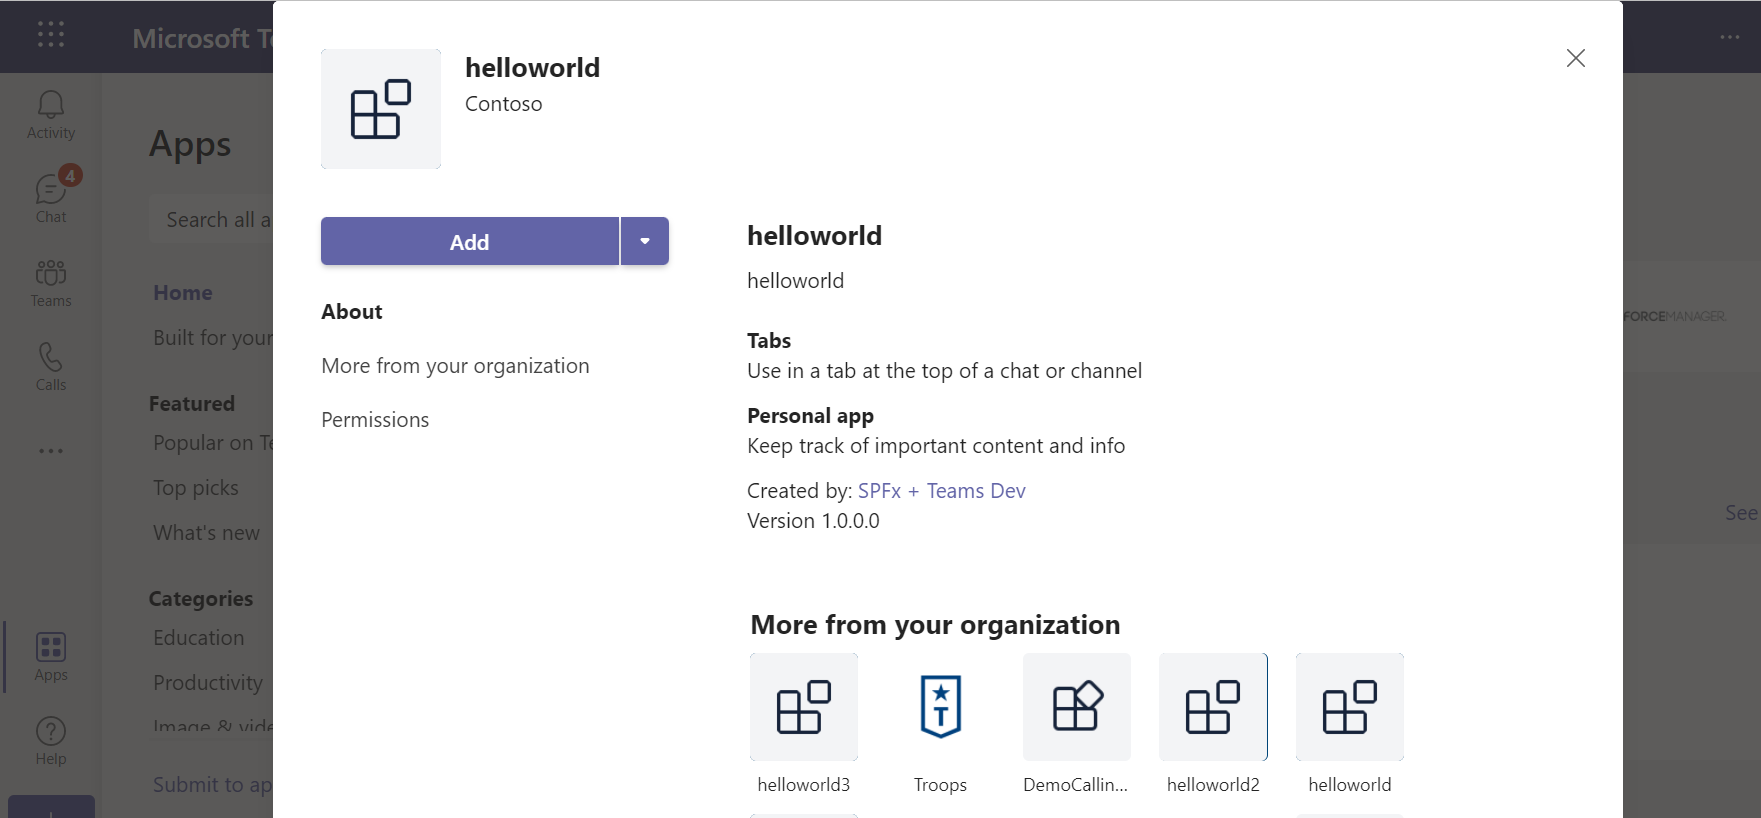 Microsoft Te
Activity
4
Chat
Teams
Calls
Apps
Help
Apps
Search all a
Home
Built for your
Featured
Popular on Te
Top picks
What's new
Categories
Education
Productivity
Image & vide
Submit to ap
helloworld
Contoso
Add
About
More from your organization
Permissions
helloworld
helloworld
Tabs
Use in a tab at the top of a chat or channel
Personal app
Keep track of important content and info
Created by: SPFx + Teams Dev
Version 1.0.0.0
More from your organization
helloworld3
T
Troops
DemoCallin...
helloworld2
helloworld
FORCEMANAGER.
See